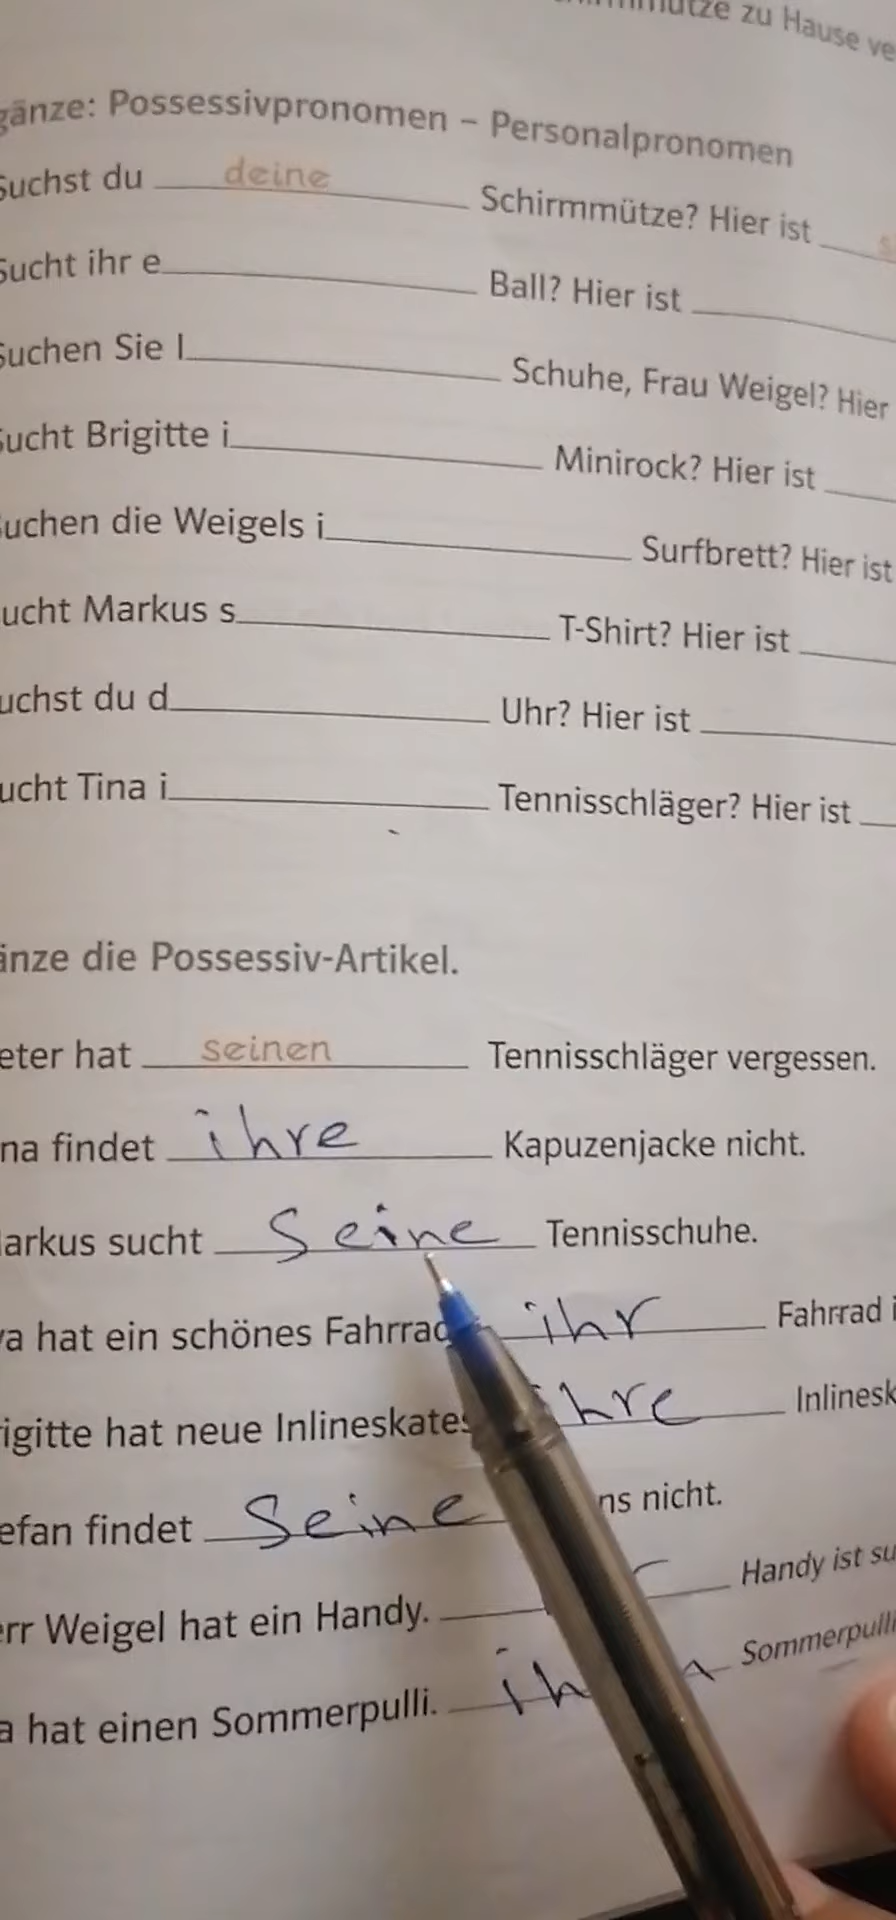 zu Hause ve
gänze: Possessivpronomen – Personalpronomen
Suchst du deine Schirmmütze? Hier ist
Sucht ihr e Ball? Hier ist
Suchen Sie I Schuhe, Frau Weigel? Hier
Sucht Brigitte i Minirock? Hier ist
Suchen die Weigels i Surfbrett? Hier ist
ucht Markus s T-Shirt? Hier ist
uchst du d Uhr? Hier ist
ucht Tina i Tennisschläger? Hier ist
änze die Possessiv-Artikel.
eter hat seinen Tennisschläger vergessen.
na findet ihre Kapuzenjacke nicht.
arkus sucht Seine Tennisschuhe.
va hat ein schönes Fahrrad ihr Fahrrad i
rigitte hat neue Inlineskates ihre Inlinesk
efan findet Seine ns nicht.
err Weigel hat ein Handy. Handy ist su
a hat einen Sommerpulli. Sommerpulli